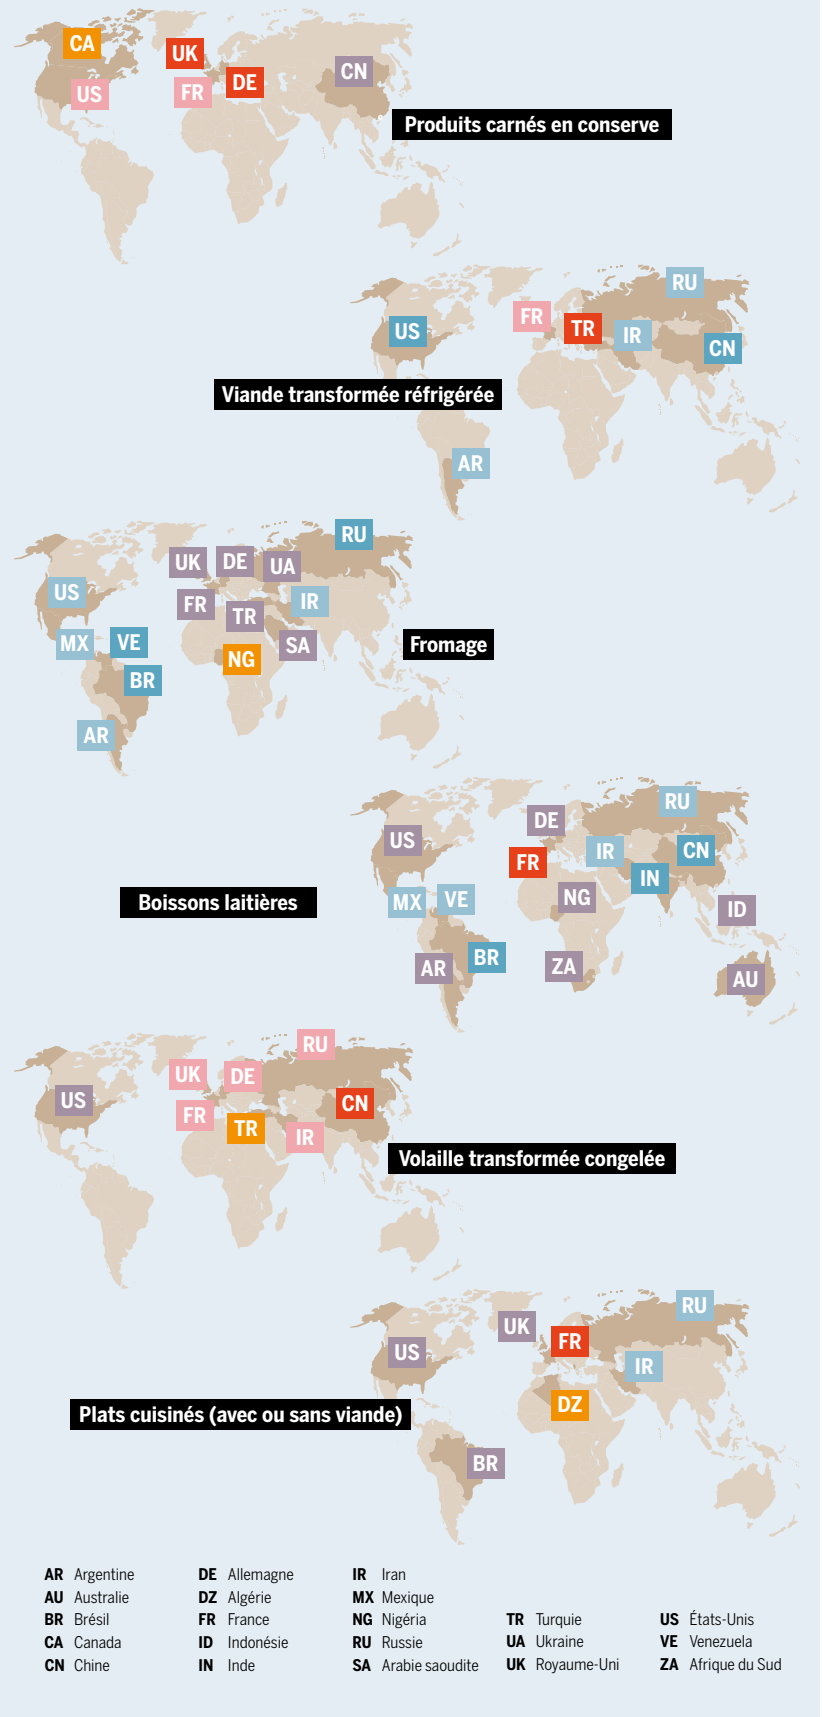 CA
UK
CN
DE
US
FR
Produits carnés en conserve
RU
FR
TR
US
IR
CN
Viande transformée réfrigérée
AR
RU
UK
DE
UA
US
FR
IR
TR
MX
VE
SA
Fromage
NG
BR
AR
RU
DE
US
IR
CN
FR
IN
NG
MX
VE
Boissons laitières
ID
BR
AR
ZA
AU
RU
UK
DE
US
CN
FR
TR
IR
Volaille transformée congelée
RU
UK
FR
US
IR
DZ
Plats cuisinés (avec ou sans viande)
BR
AR Argentine
AU Australie
BR Brésil
CA Canada
CN Chine
DE Allemagne
DZ Algérie
FR France
ID Indonésie
IN Inde
IR Iran
MX Mexique
NG Nigéria
RU Russie
SA Arabie saoudite
TR Turquie
UA Ukraine
UK Royaume-Uni
US États-Unis
VE Venezuela
ZA Afrique du Sud